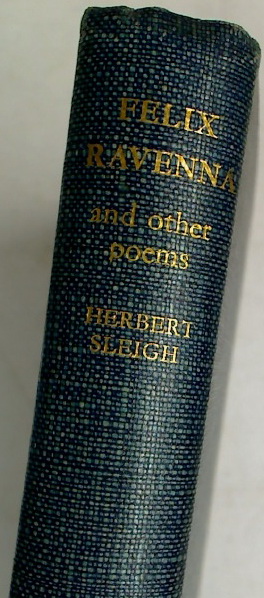 FELIX
RAVENNA
and other
poems
HERBERT
SLEIGH